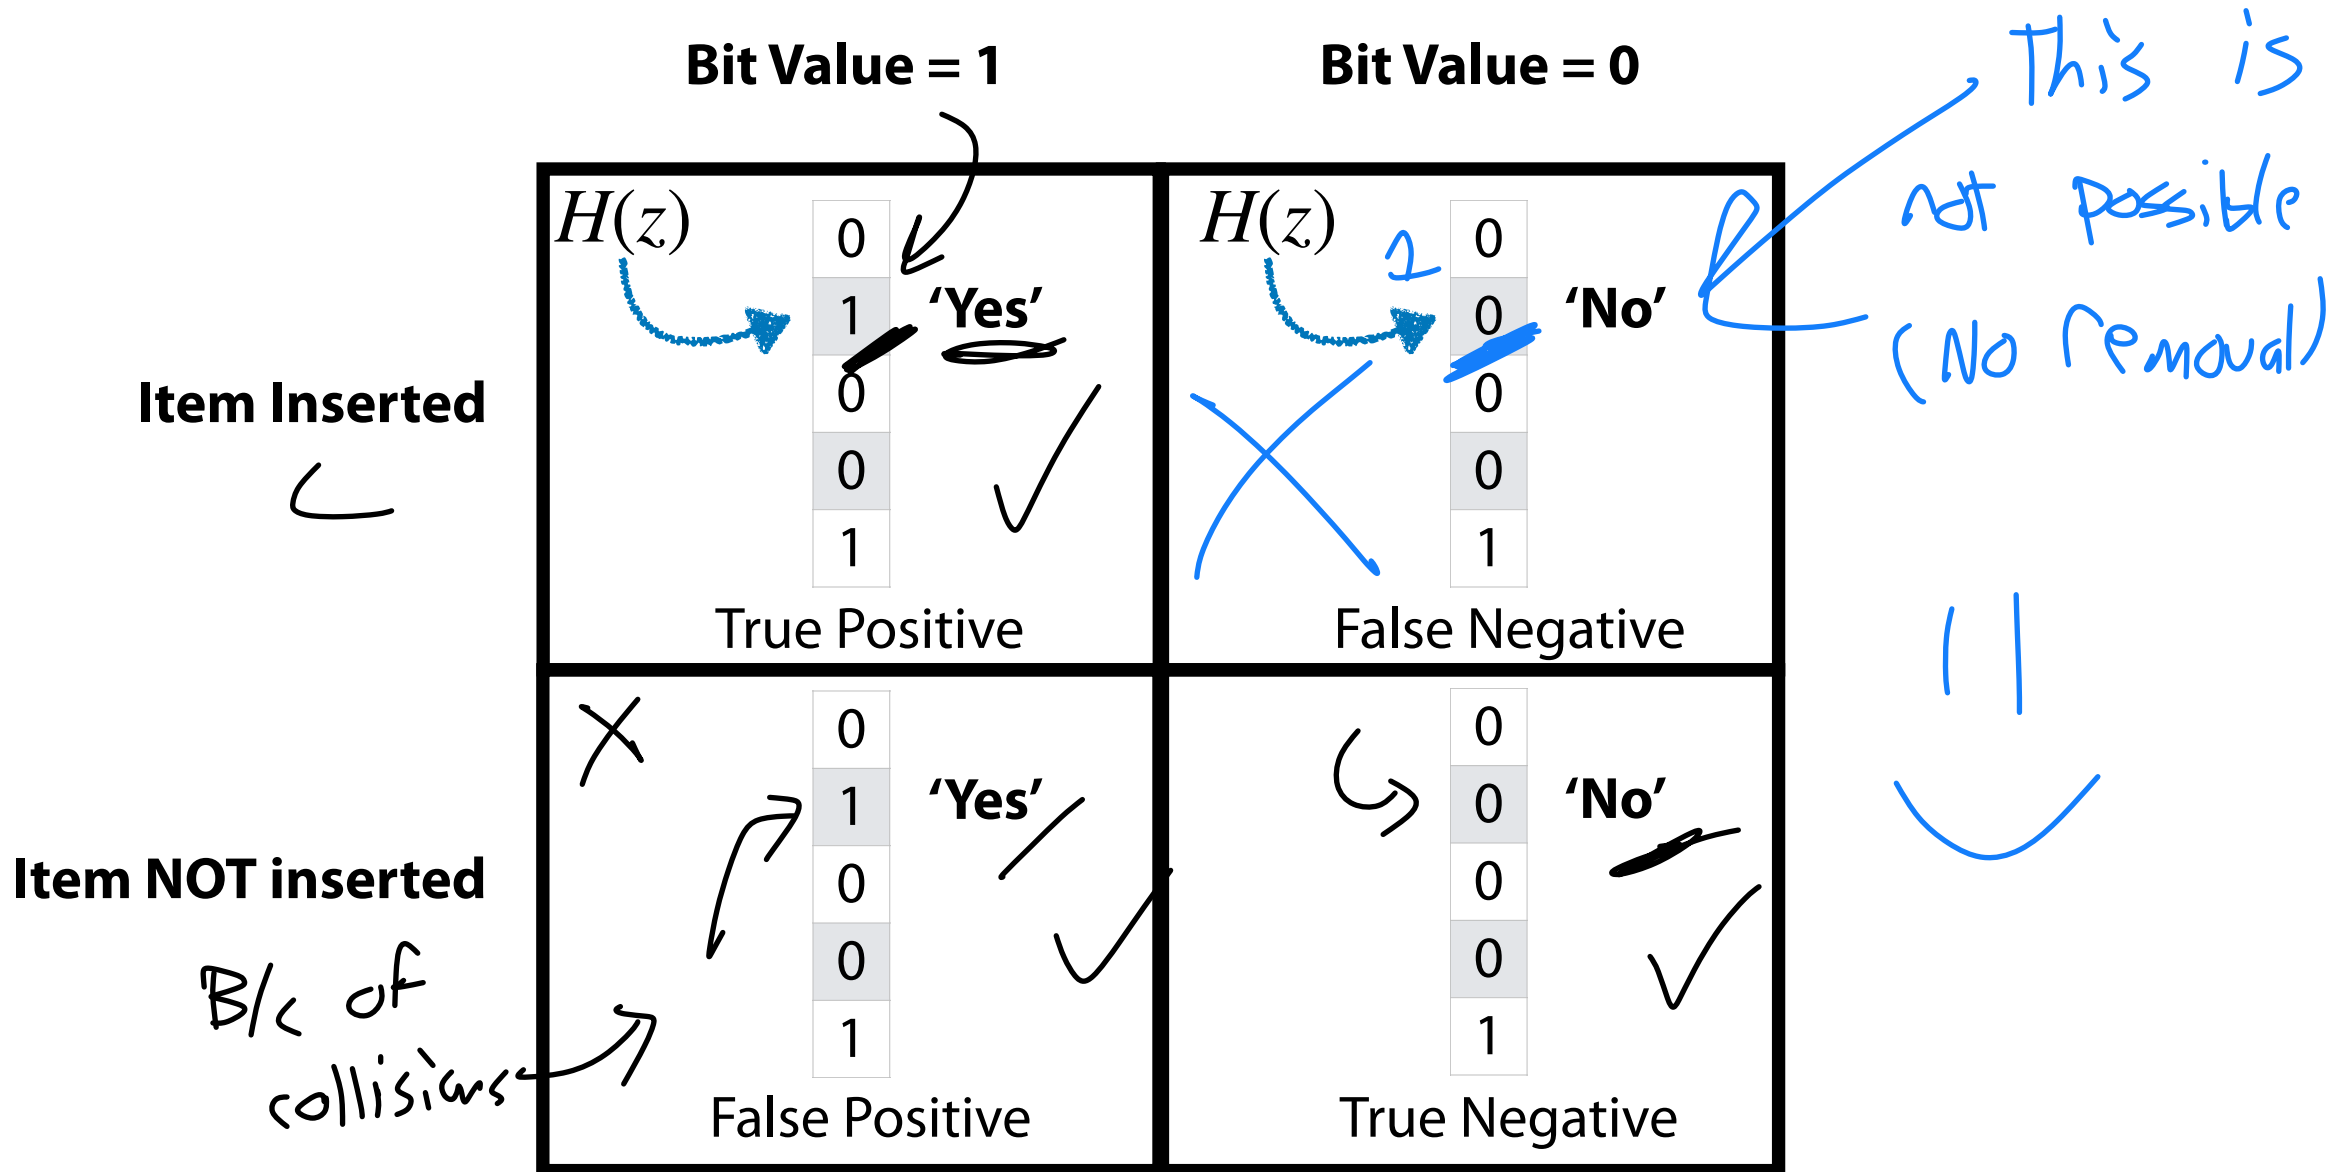 Bit Value = 1
Bit Value = 0
This is
not possible
(No removal)
H(z)
0
1
0
0
1
‘Yes’
True Positive
H(z)
0
0
0
0
1
‘No’
False Negative
Item Inserted
0
1
0
0
1
‘Yes’
False Positive
0
0
0
0
1
‘No’
True Negative
Item NOT inserted
B/c of
collisions